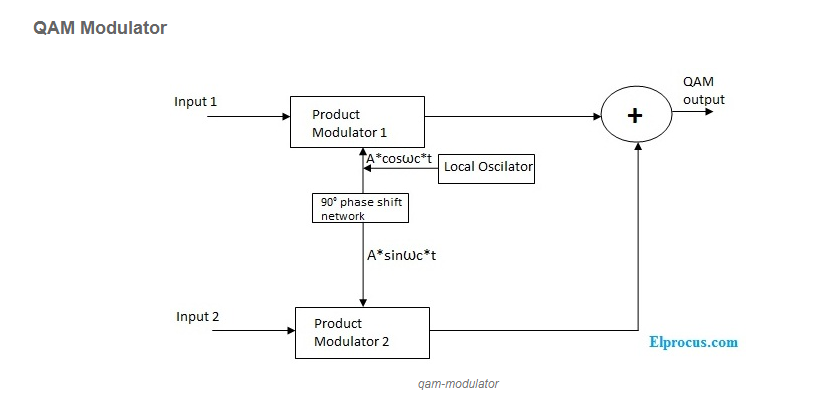 QAM Modulator
QAM
output
Input 1
Product
Modulator 1
+
A*cosωc*t
Local Oscilator
90° phase shift
network
A*sinωc*t
Input 2
Product
Modulator 2
Elprocus.com
qam-modulator